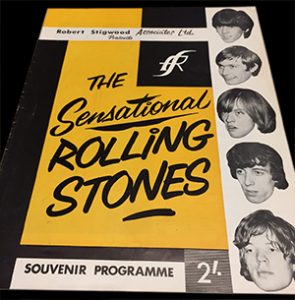 Robert Stigwood Associates Ltd.
Presents
THE
Sensational
ROLLING
STONES
SOUVENIR PROGRAMME 2/-